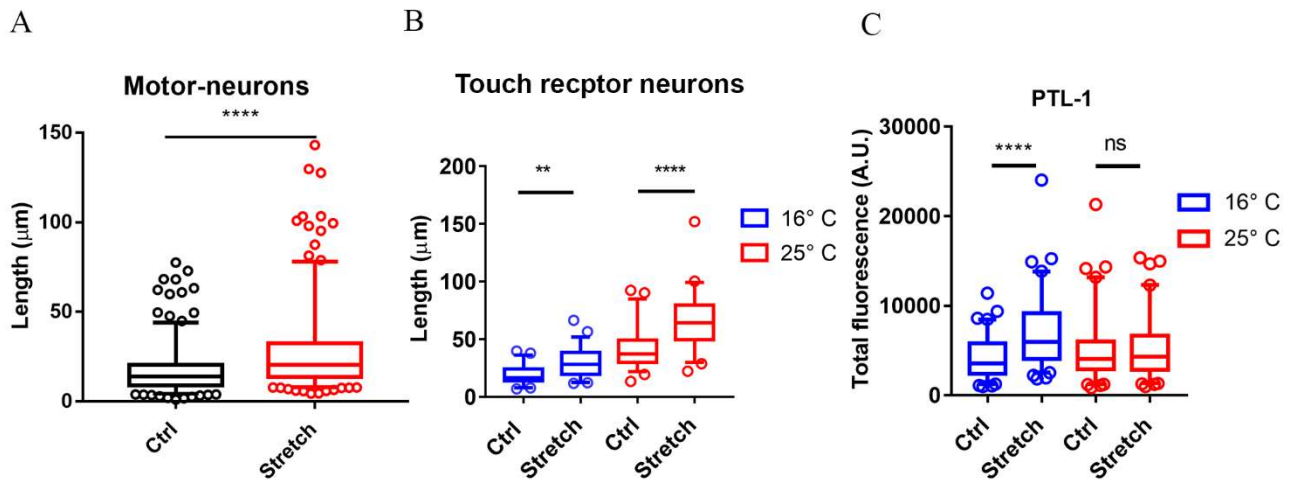 A
Motor-neurons
****
Length (μm)
150
100
50
0
Ctrl
Stretch
B
Touch recptor neurons
**
****
Length (μm)
200
150
100
50
0
Ctrl
Stretch
Ctrl
Stretch
16° C
25° C
C
PTL-1
****
ns
Total fluorescence (A.U.)
30000
20000
10000
0
Ctrl
Stretch
Ctrl
Stretch
16° C
25° C